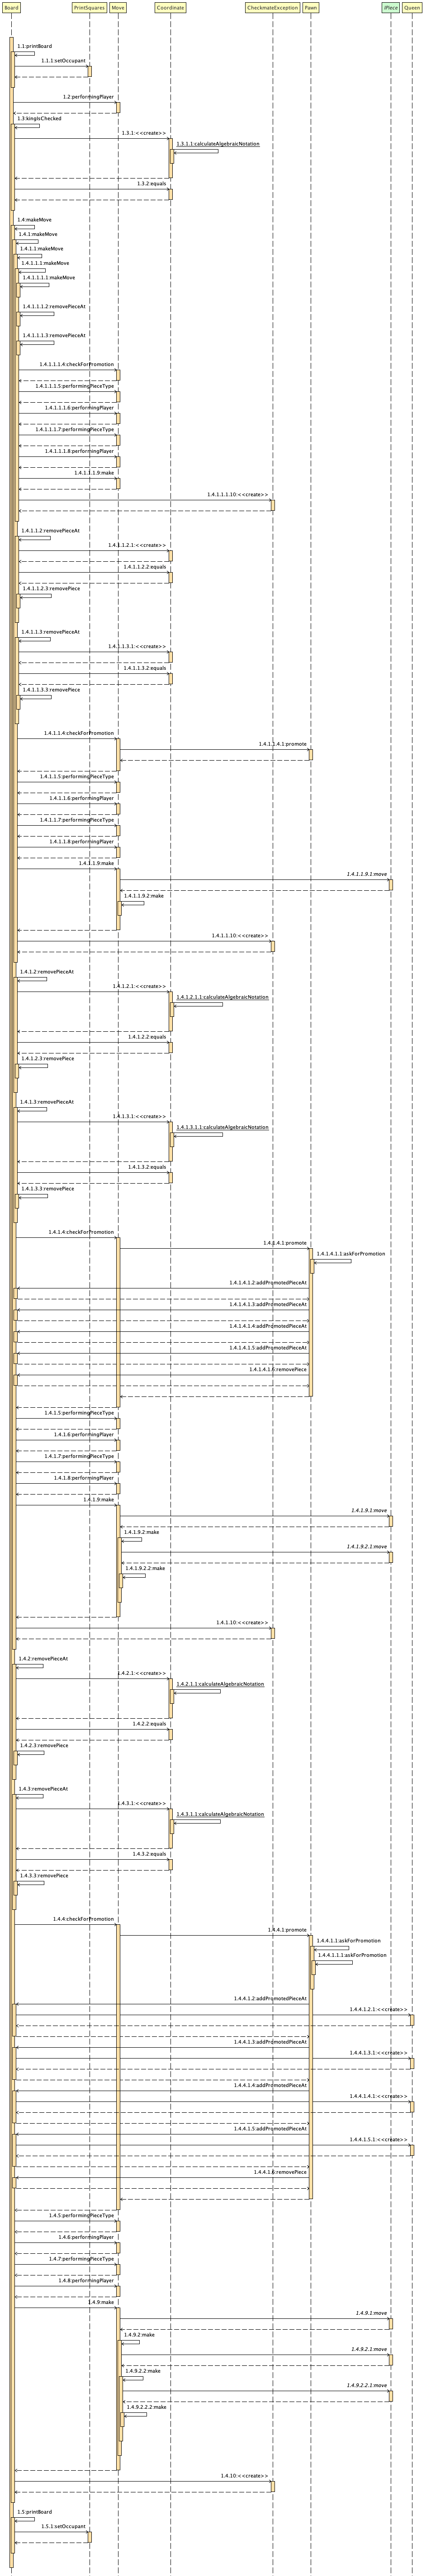 Board PrintSquares Move Coordinate CheckmateException Pawn iPiece Queen
1.1:printBoard
1.1.1:setOccupant
1.2:performingPlayer
1.3:kingIsChecked
1.3.1:<<create>>
1.3.1.1:calculateAlgebraicNotation
1.3.2:equals
1.4:makeMove
1.4.1:makeMove
1.4.1.1:makeMove
1.4.1.1.1:makeMove
1.4.1.1.1.1:makeMove
1.4.1.1.1.2:removePieceAt
1.4.1.1.1.3:removePieceAt
1.4.1.1.1.4:checkForPromotion
1.4.1.1.1.5:performingPieceType
1.4.1.1.1.6:performingPlayer
1.4.1.1.1.7:performingPieceType
1.4.1.1.1.8:performingPlayer
1.4.1.1.1.9:make
1.4.1.1.1.10:<<create>>
1.4.1.1.2:removePieceAt
1.4.1.1.2.1:<<create>>
1.4.1.1.2.2:equals
1.4.1.1.2.3:removePiece
1.4.1.1.3:removePieceAt
1.4.1.1.3.1:<<create>>
1.4.1.1.3.2:equals
1.4.1.1.3.3:removePiece
1.4.1.1.4:checkForPromotion
1.4.1.1.4.1:promote
1.4.1.1.5:performingPieceType
1.4.1.1.6:performingPlayer
1.4.1.1.7:performingPieceType
1.4.1.1.8:performingPlayer
1.4.1.1.9:make
1.4.1.1.9.1:move
1.4.1.1.9.2:make
1.4.1.1.10:<<create>>
1.4.1.2:removePieceAt
1.4.1.2.1:<<create>>
1.4.1.2.1.1:calculateAlgebraicNotation
1.4.1.2.2:equals
1.4.1.2.3:removePiece
1.4.1.3:removePieceAt
1.4.1.3.1:<<create>>
1.4.1.3.1.1:calculateAlgebraicNotation
1.4.1.3.2:equals
1.4.1.3.3:removePiece
1.4.1.4:checkForPromotion
1.4.1.4.1:promote
1.4.1.4.1.1:askForPromotion
1.4.1.4.1.2:addPromotedPieceAt
1.4.1.4.1.3:addPromotedPieceAt
1.4.1.4.1.4:addPromotedPieceAt
1.4.1.4.1.5:addPromotedPieceAt
1.4.1.4.1.6:removePiece
1.4.1.5:performingPieceType
1.4.1.6:performingPlayer
1.4.1.7:performingPieceType
1.4.1.8:performingPlayer
1.4.1.9:make
1.4.1.9.1:move
1.4.1.9.2:make
1.4.1.9.2.1:move
1.4.1.9.2.2:make
1.4.1.10:<<create>>
1.4.2:removePieceAt
1.4.2.1:<<create>>
1.4.2.1.1:calculateAlgebraicNotation
1.4.2.2:equals
1.4.2.3:removePiece
1.4.3:removePieceAt
1.4.3.1:<<create>>
1.4.3.1.1:calculateAlgebraicNotation
1.4.3.2:equals
1.4.3.3:removePiece
1.4.4:checkForPromotion
1.4.4.1:promote
1.4.4.1.1:askForPromotion
1.4.4.1.1.1:askForPromotion
1.4.4.1.2:addPromotedPieceAt
1.4.4.1.2.1:<<create>>
1.4.4.1.3:addPromotedPieceAt
1.4.4.1.3.1:<<create>>
1.4.4.1.4:addPromotedPieceAt
1.4.4.1.4.1:<<create>>
1.4.4.1.5:addPromotedPieceAt
1.4.4.1.5.1:<<create>>
1.4.4.1.6:removePiece
1.4.5:performingPieceType
1.4.6:performingPlayer
1.4.7:performingPieceType
1.4.8:performingPlayer
1.4.9:make
1.4.9.1:move
1.4.9.2:make
1.4.9.2.1:move
1.4.9.2.2:make
1.4.9.2.2.1:move
1.4.9.2.2.2:make
1.4.10:<<create>>
1.5:printBoard
1.5.1:setOccupant